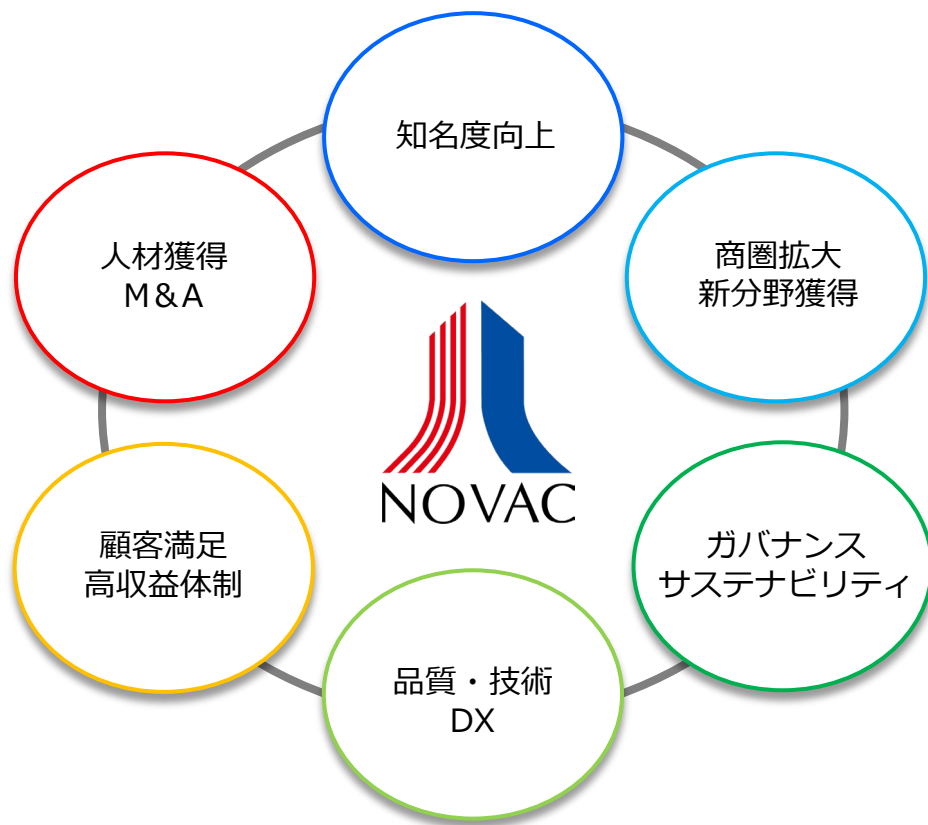 知名度向上
商圏拡大
新分野獲得
ガバナンス
サステナビリティ
品質・技術
DX
顧客満足
高収益体制
人材獲得
M&A
NOVAC